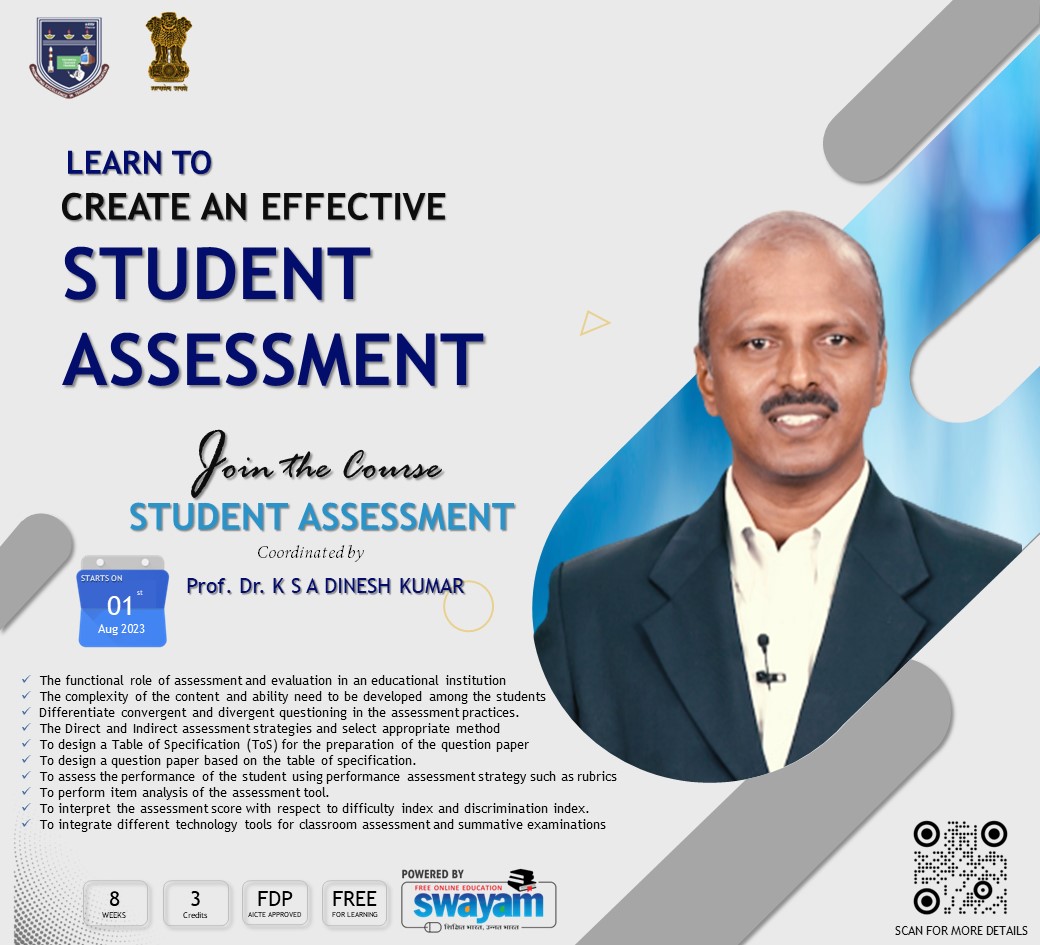 सत्यमेव जयते
LEARN TO
CREATE AN EFFECTIVE
STUDENT
ASSESSMENT
Join the Course
STUDENT ASSESSMENT
Coordinated by
Prof. Dr. K S A DINESH KUMAR
STARTS ON
01st
Aug 2023
✓ The functional role of assessment and evaluation in an educational institution
✓ The complexity of the content and ability need to be developed among the students
✓ Differentiate convergent and divergent questioning in the assessment practices.
✓ The Direct and Indirect assessment strategies and select appropriate method
✓ To design a Table of Specification (ToS) for the preparation of the question paper
✓ To design a question paper based on the table of specification.
✓ To assess the performance of the student using performance assessment strategy such as rubrics
✓ To perform item analysis of the assessment tool.
✓ To interpret the assessment score with respect to difficulty index and discrimination index.
✓ To integrate different technology tools for classroom assessment and summative examinations
8
WEEKS
3
Credits
FDP
AICTE APPROVED
FREE
FOR LEARNING
POWERED BY
FREE ONLINE EDUCATION
swayam
शिक्षित भारत, उन्नत भारत
SCAN FOR MORE DETAILS